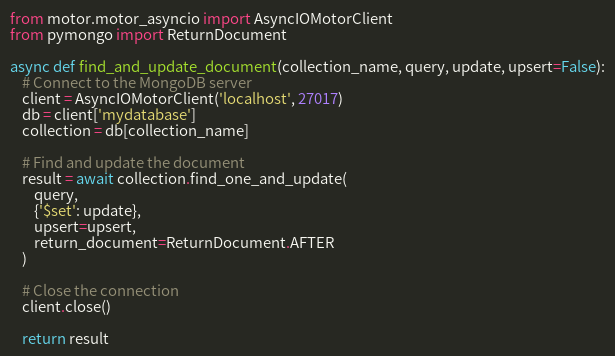 from motor.motor_asyncio import AsyncIOMotorClient
from pymongo import ReturnDocument

async def find_and_update_document(collection_name, query, update, upsert=False):
    # Connect to the MongoDB server
    client = AsyncIOMotorClient('localhost', 27017)
    db = client['mydatabase']
    collection = db[collection_name]

    # Find and update the document
    result = await collection.find_one_and_update(
        query,
        {'$set': update},
        upsert=upsert,
        return_document=ReturnDocument.AFTER
    )

    # Close the connection
    client.close()

    return result